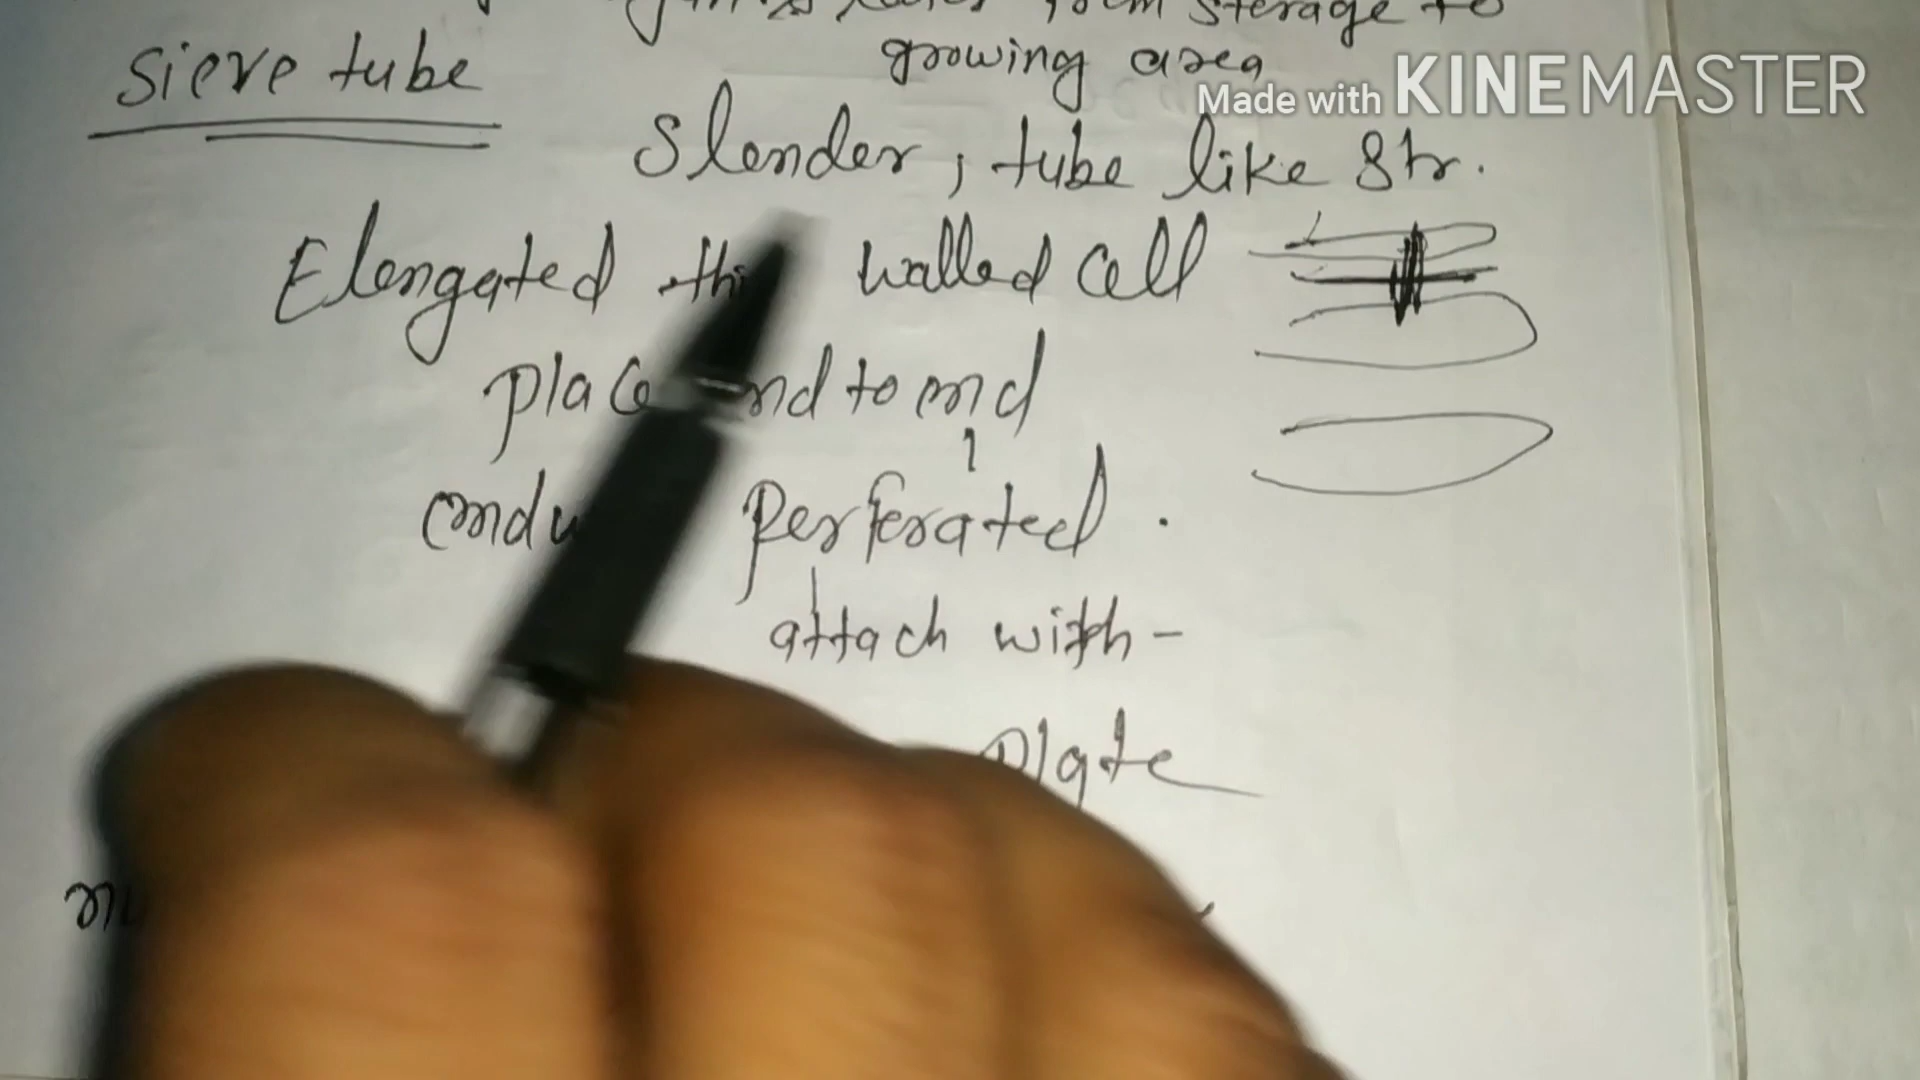 form storage to
growing area
Made with KINEMASTER
Sieve tube
Slender, tube like Str.
Elongated walled cell
end to end
Perforated.
attach with-
Plate